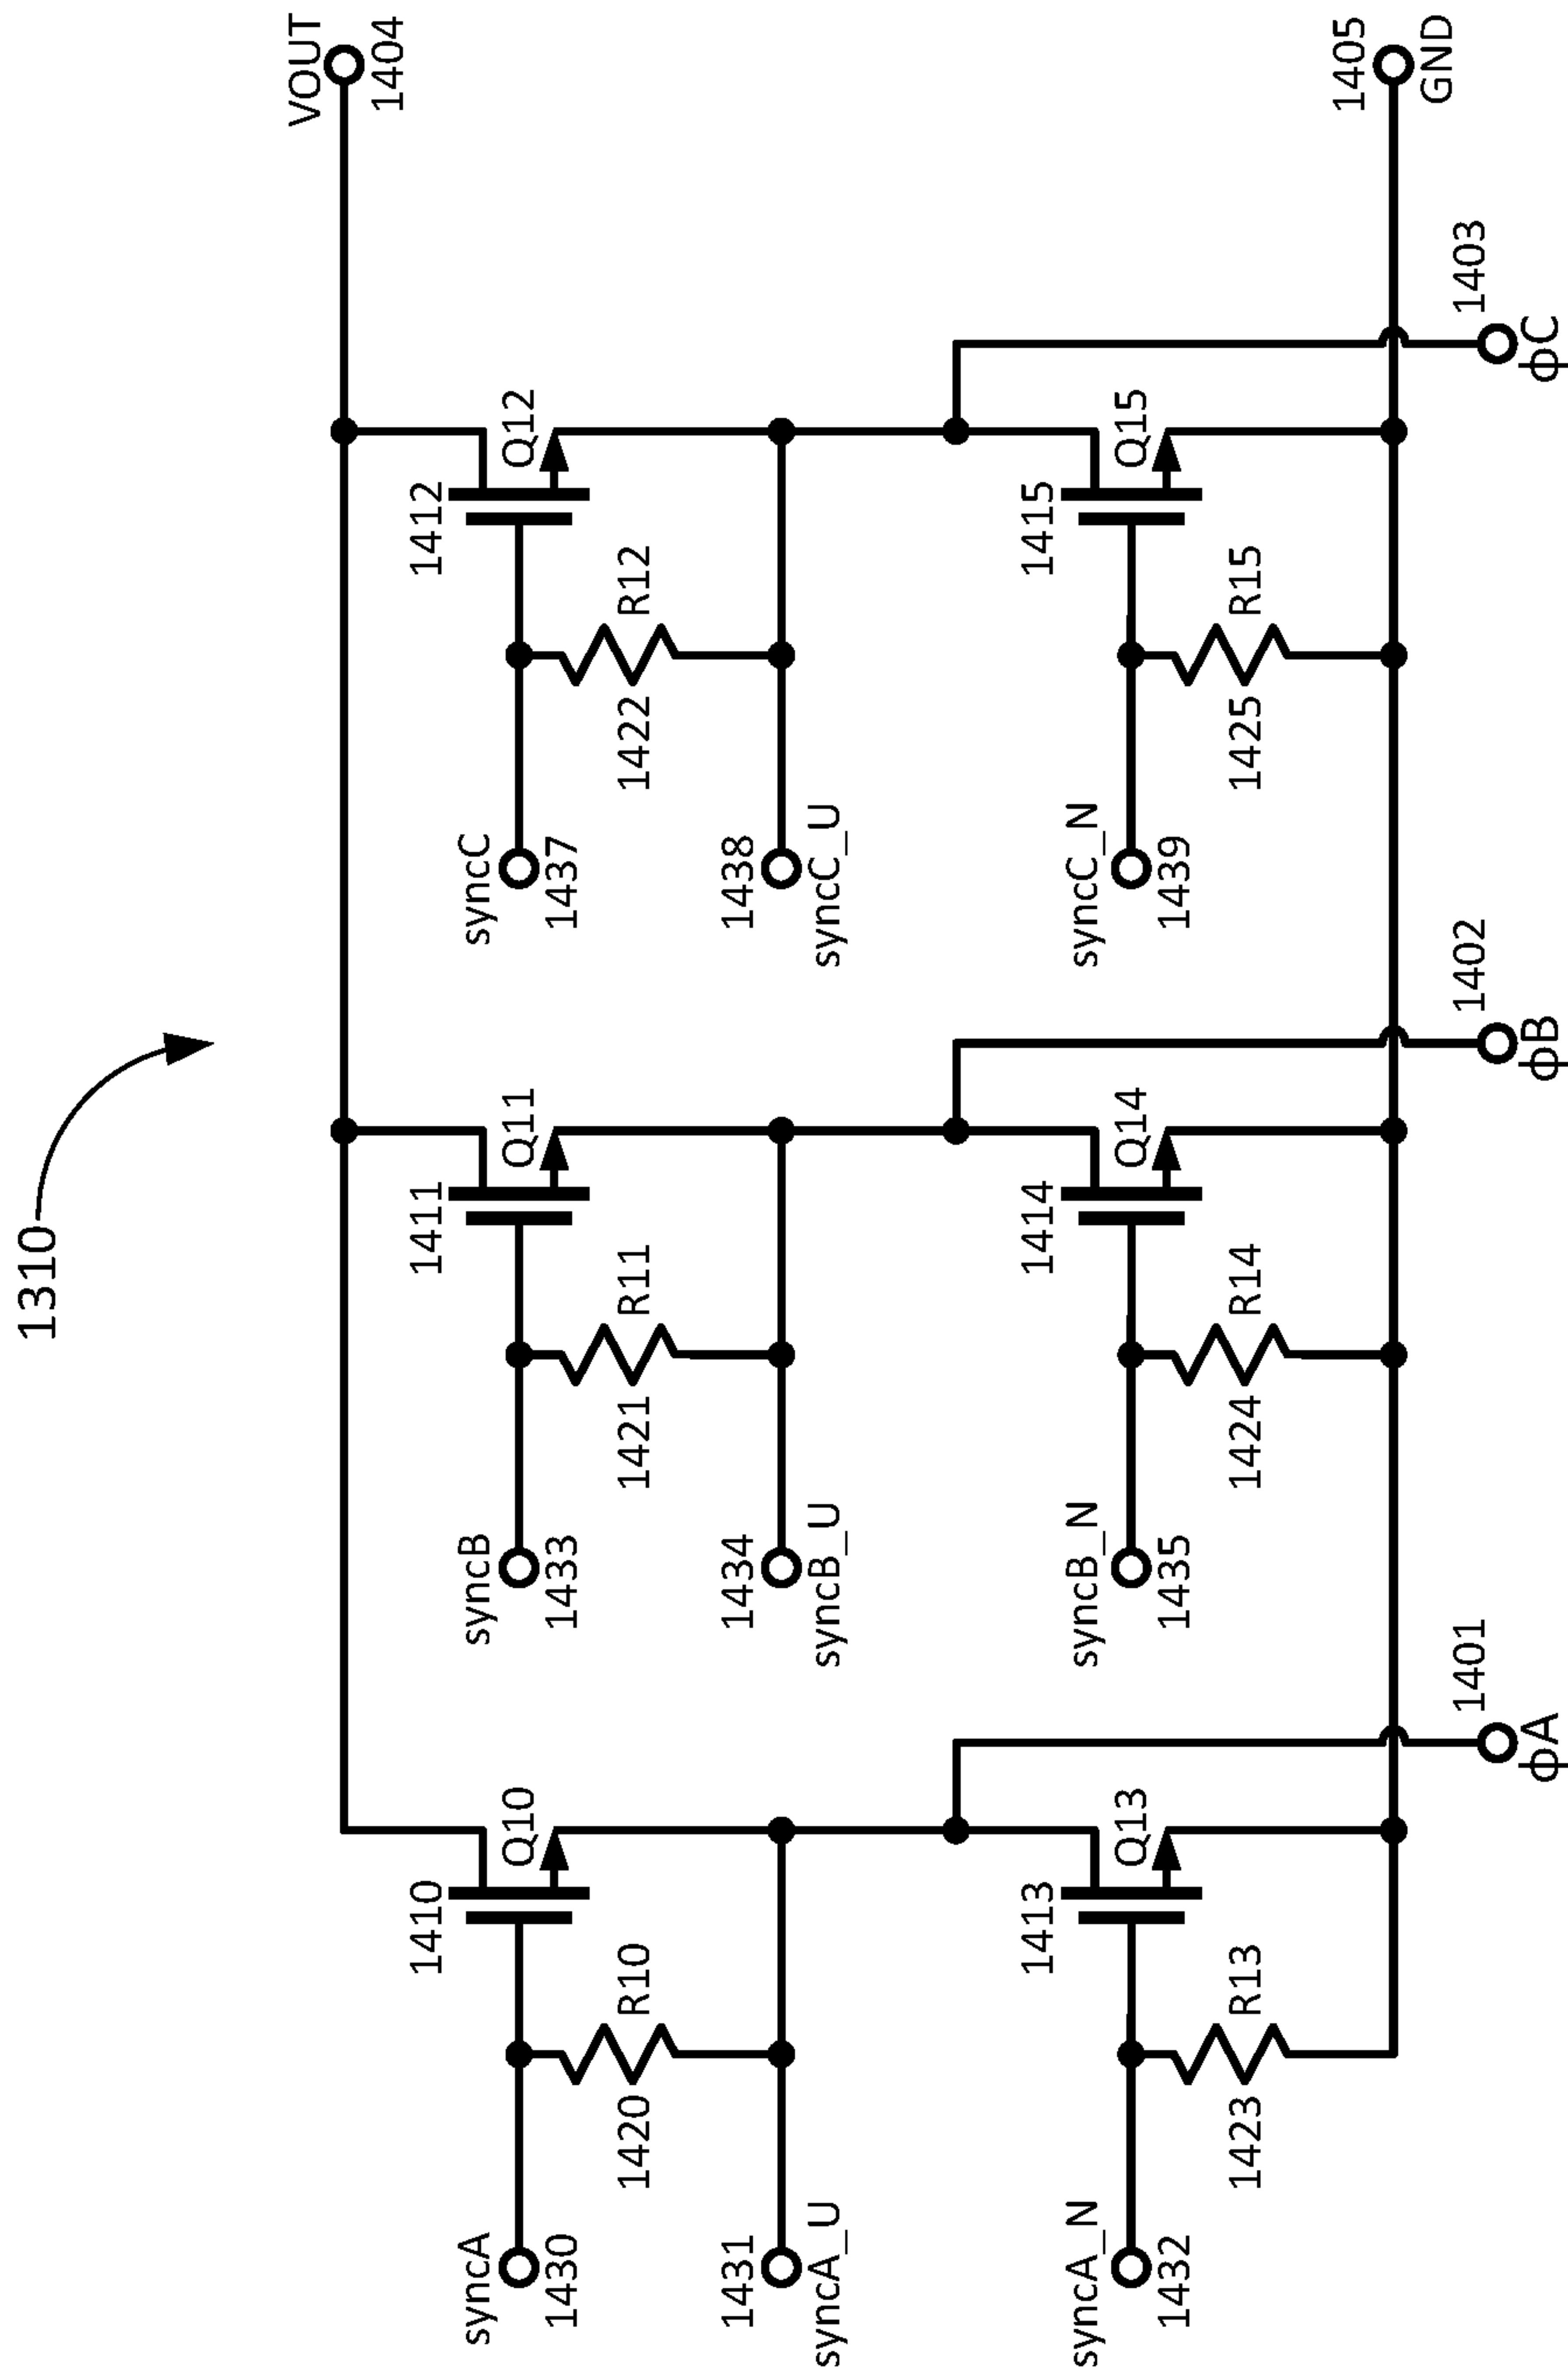 1310
VOUT
1404
syncA
1430
1410
Q10
1420
R10
1431
syncA_U
syncA_N
1432
1413
Q13
1423
R13
1401
ϕA
syncB
1433
1411
Q11
1421
R11
1434
syncB_U
syncB_N
1435
1414
Q14
1424
R14
1402
ϕB
syncC
1437
1412
Q12
1422
R12
1438
syncC_U
syncC_N
1439
1415
Q15
1425
R15
1403
ϕC
1405
GND